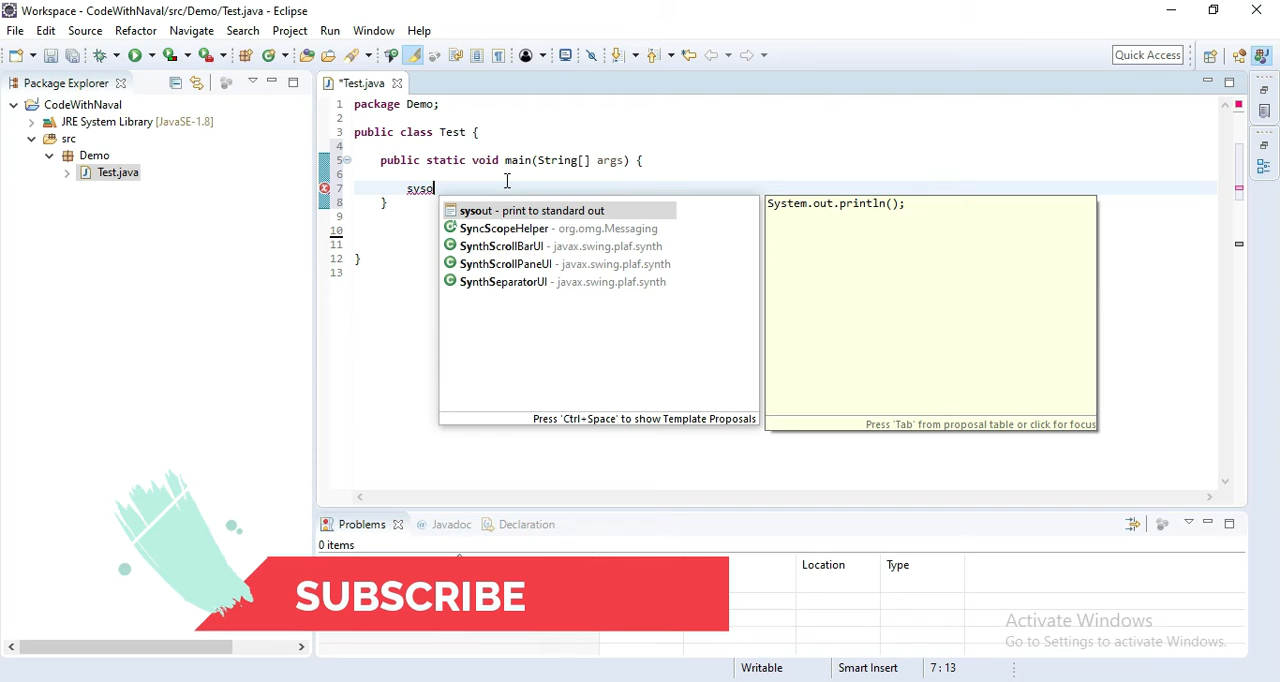 Workspace - CodeWithNaval/src/Demo/Test.java - Eclipse
File Edit Source Refactor Navigate Search Project Run Window Help
Quick Access
Package Explorer
*Test.java
CodeWithNaval
JRE System Library [JavaSE-1.8]
src
Demo
Test.java
1 package Demo;
2
3 public class Test {
4
5 public static void main(String[] args) {
6
7 syso
8 }
9
10
11
12 }
13
sysout - print to standard out
SyncScopeHelper - org.omg.Messaging
SynthScrollBarUI - javax.swing.plaf.synth
SynthScrollPaneUI - javax.swing.plaf.synth
SynthSeparatorUI - javax.swing.plaf.synth
Press 'Ctrl+Space' to show Template Proposals
System.out.println();
Press 'Tab' from proposal table or click for focus
Problems @ Javadoc Declaration
0 items
Location Type
SUBSCRIBE
Activate Windows
Go to Settings to activate Windows.
Writable Smart Insert 7 : 13